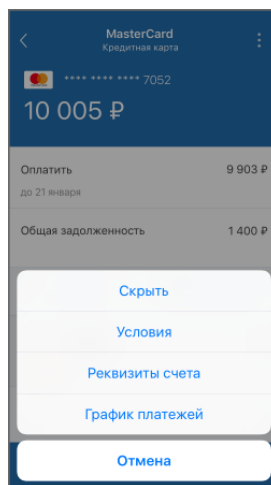 MasterCard
Кредитная карта
**** **** **** 7052
10 005 ₽
Оплатить 9 903 ₽
до 21 января
Общая задолженность 1 400 ₽
Скрыть
Условия
Реквизиты счета
График платежей
Отмена